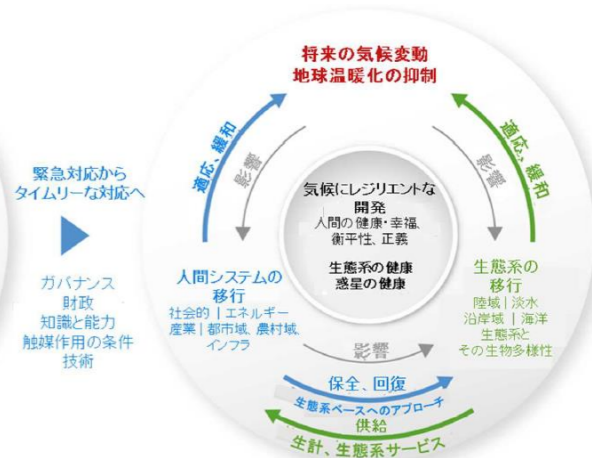 将来の気候変動
地球温暖化の抑制
適応、緩和
影響
影響
適応、緩和
緊急対応から
タイムリーな対応へ
ガバナンス
財政
知識と能力
触媒作用の条件
技術
気候にレジリエントな
開発
人間の健康・幸福、
衡平性、正義
生態系の健康
惑星の健康
人間システムの
移行
社会的 | エネルギー
産業 | 都市域、農村域、
インフラ
生態系の
移行
陸域 | 淡水
沿岸域 | 海洋
生態系と
その生物多様性
影響
保全、回復
生態系ベースへのアプローチ
供給
生計、生態系サービス